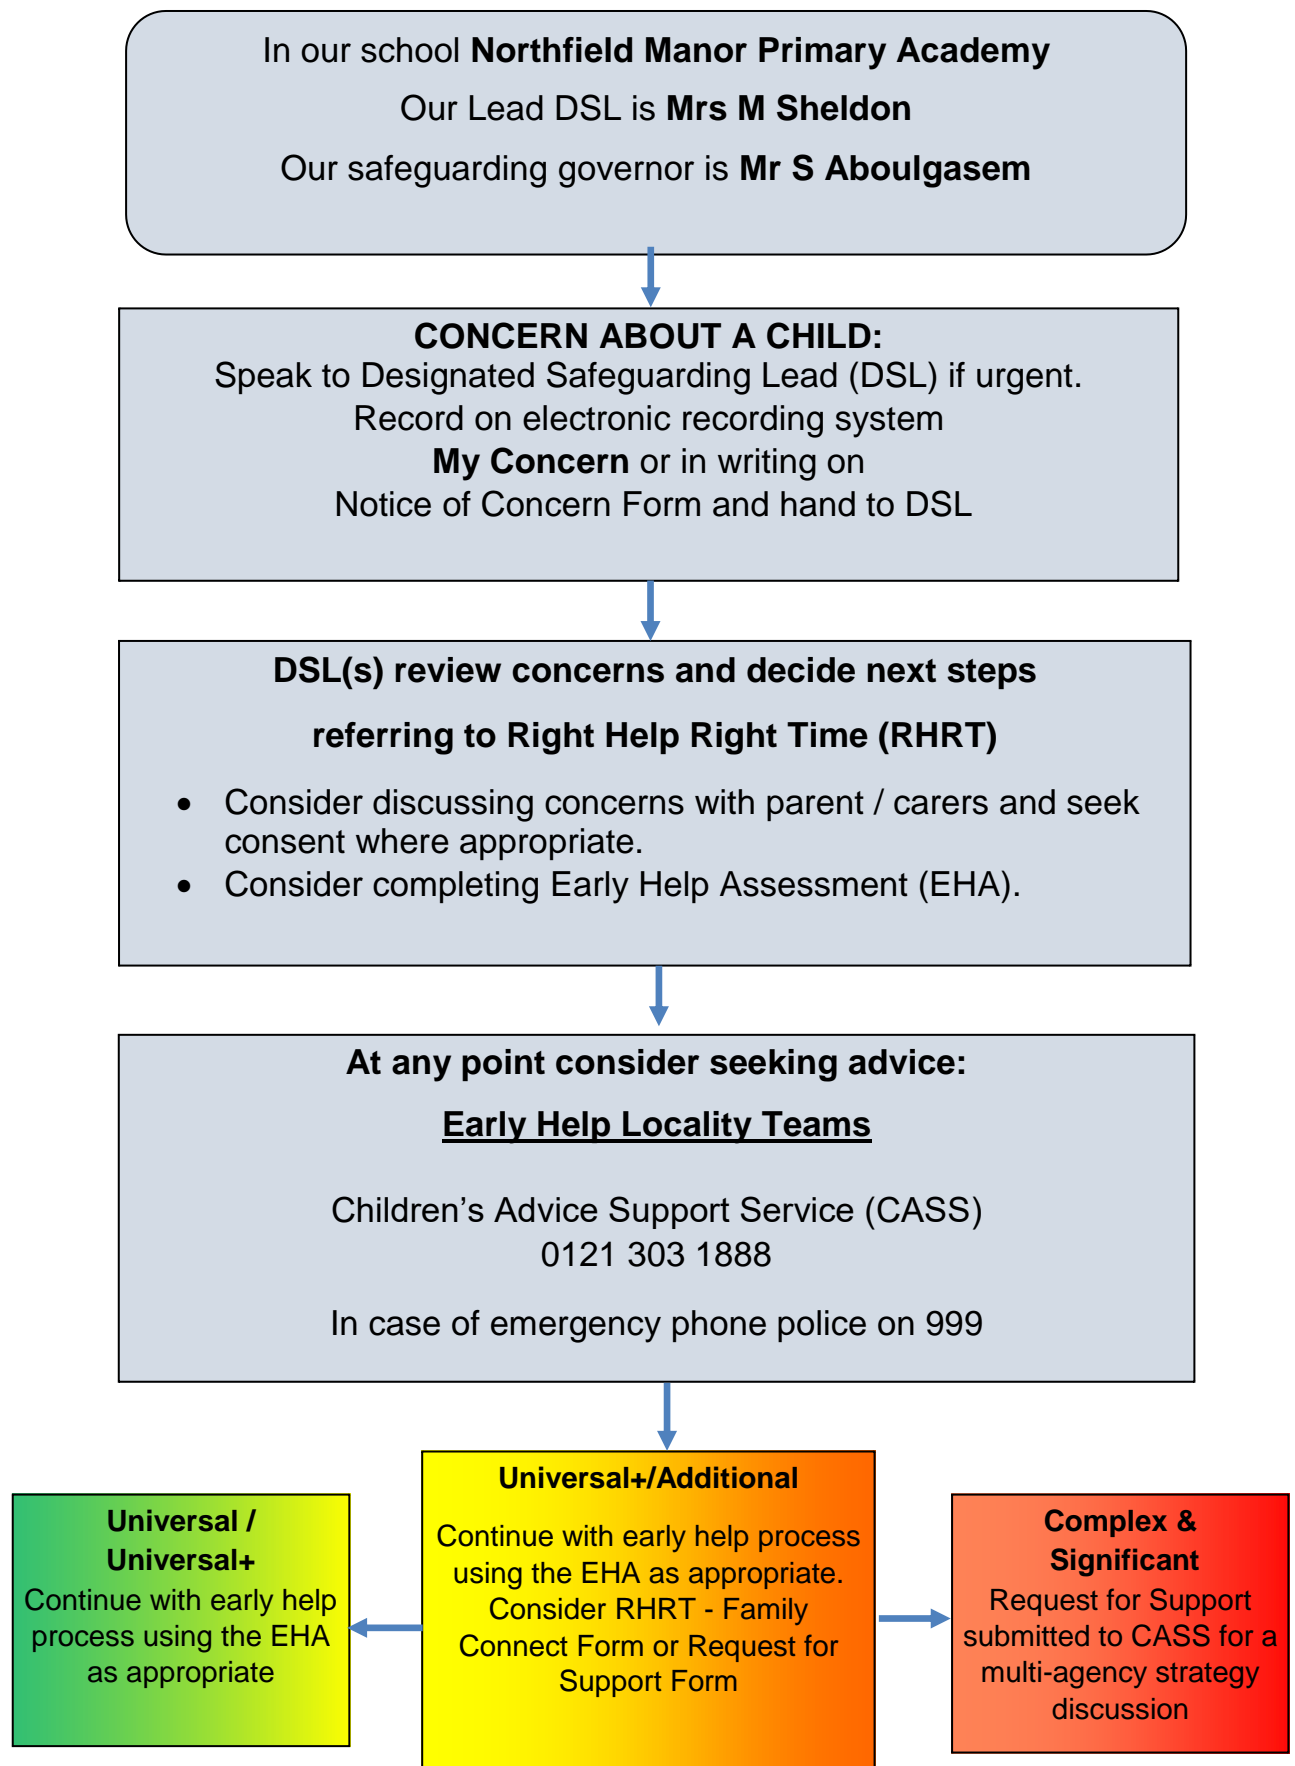 In our school Northfield Manor Primary Academy
Our Lead DSL is Mrs M Sheldon
Our safeguarding governor is Mr S Aboulgasem
CONCERN ABOUT A CHILD:
Speak to Designated Safeguarding Lead (DSL) if urgent.
Record on electronic recording system
My Concern or in writing on
Notice of Concern Form and hand to DSL
DSL(s) review concerns and decide next steps
referring to Right Help Right Time (RHRT)
• Consider discussing concerns with parent / carers and seek
consent where appropriate.
• Consider completing Early Help Assessment (EHA).
At any point consider seeking advice:
Early Help Locality Teams
Children’s Advice Support Service (CASS)
0121 303 1888
In case of emergency phone police on 999
Universal /
Universal+
Continue with early help
process using the EHA
as appropriate
Universal+/Additional
Continue with early help process
using the EHA as appropriate.
Consider RHRT - Family
Connect Form or Request for
Support Form
Complex &
Significant
Request for Support
submitted to CASS for a
multi-agency strategy
discussion